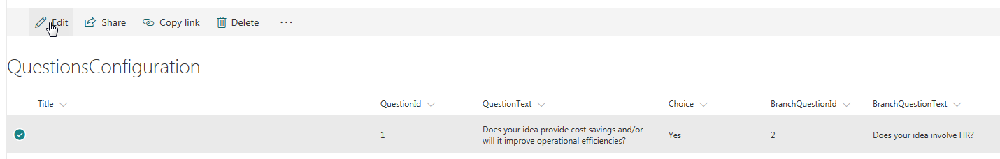 Edit Share Copy link Delete ...
QuestionsConfiguration
Title QuestionId QuestionText Choice BranchQuestionId BranchQuestionText
1 Does your idea provide cost savings and/or Yes 2 Does your idea involve HR?
will it improve operational efficiencies?